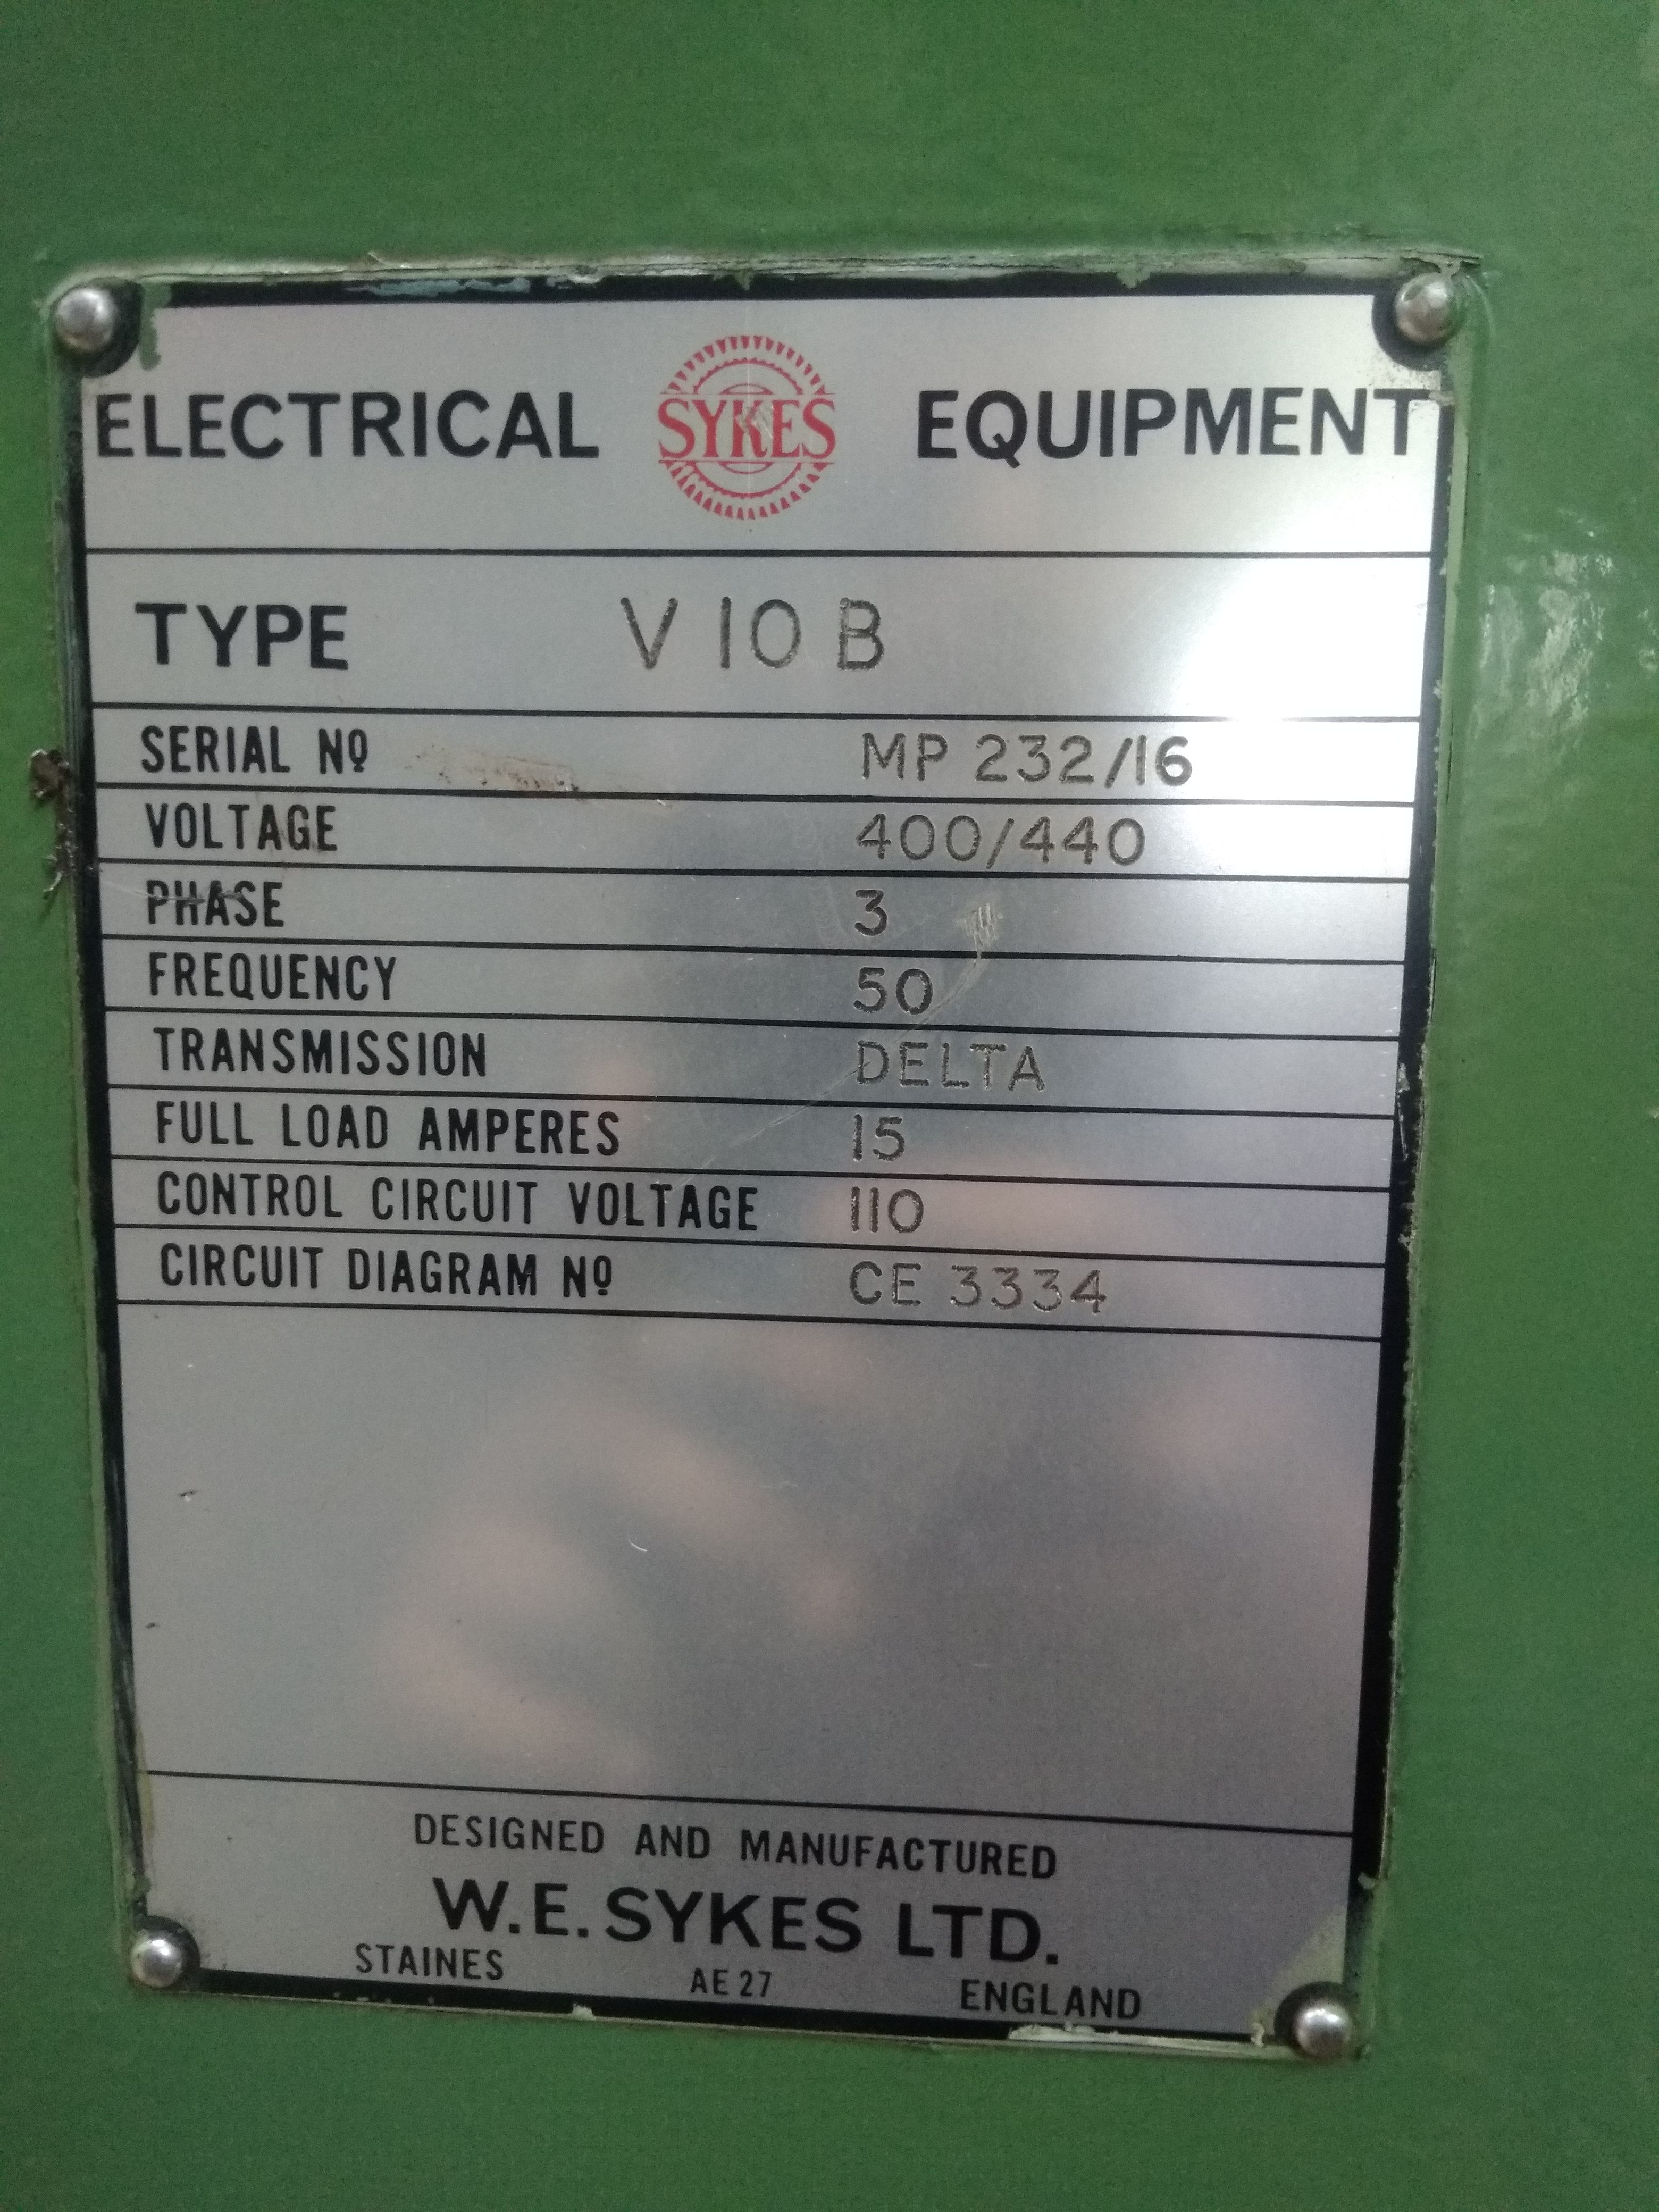 ELECTRICAL SYKES EQUIPMENT
TYPE V 10 B
SERIAL Nº MP 232/16
VOLTAGE 400/440
PHASE 3
FREQUENCY 50
TRANSMISSION DELTA
FULL LOAD AMPERES 15
CONTROL CIRCUIT VOLTAGE 110
CIRCUIT DIAGRAM Nº CE 3334
DESIGNED AND MANUFACTURED
W.E. SYKES LTD.
STAINES AE 27 ENGLAND